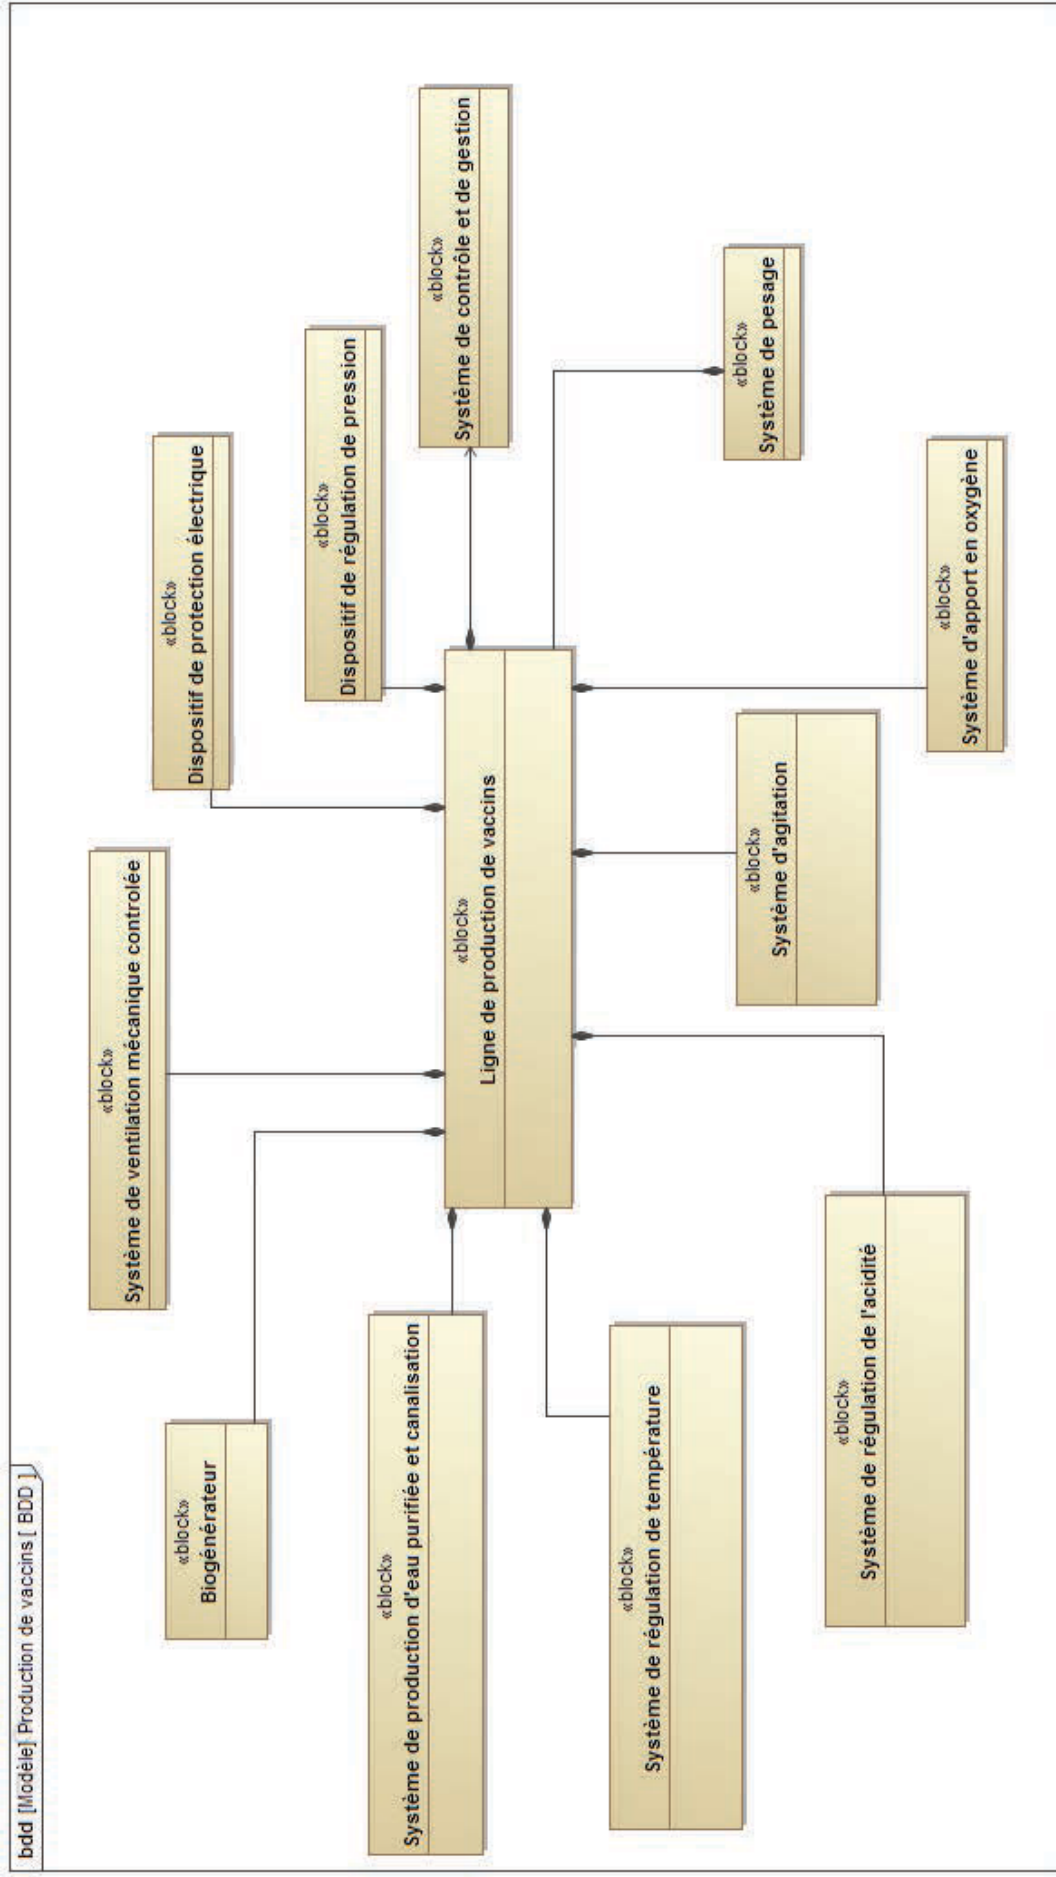 bdd [Modèle] Production de vaccins [ BDD ]
«block»
Biogénérateur
«block»
Système de ventilation mécanique controlée
«block»
Dispositif de protection électrique
«block»
Dispositif de régulation de pression
«block»
Système de production d'eau purifiée et canalisation
«block»
Ligne de production de vaccins
«block»
Système de contrôle et de gestion
«block»
Système de régulation de température
«block»
Système d'agitation
«block»
Système de pesage
«block»
Système de régulation de l'acidité
«block»
Système d'apport en oxygène